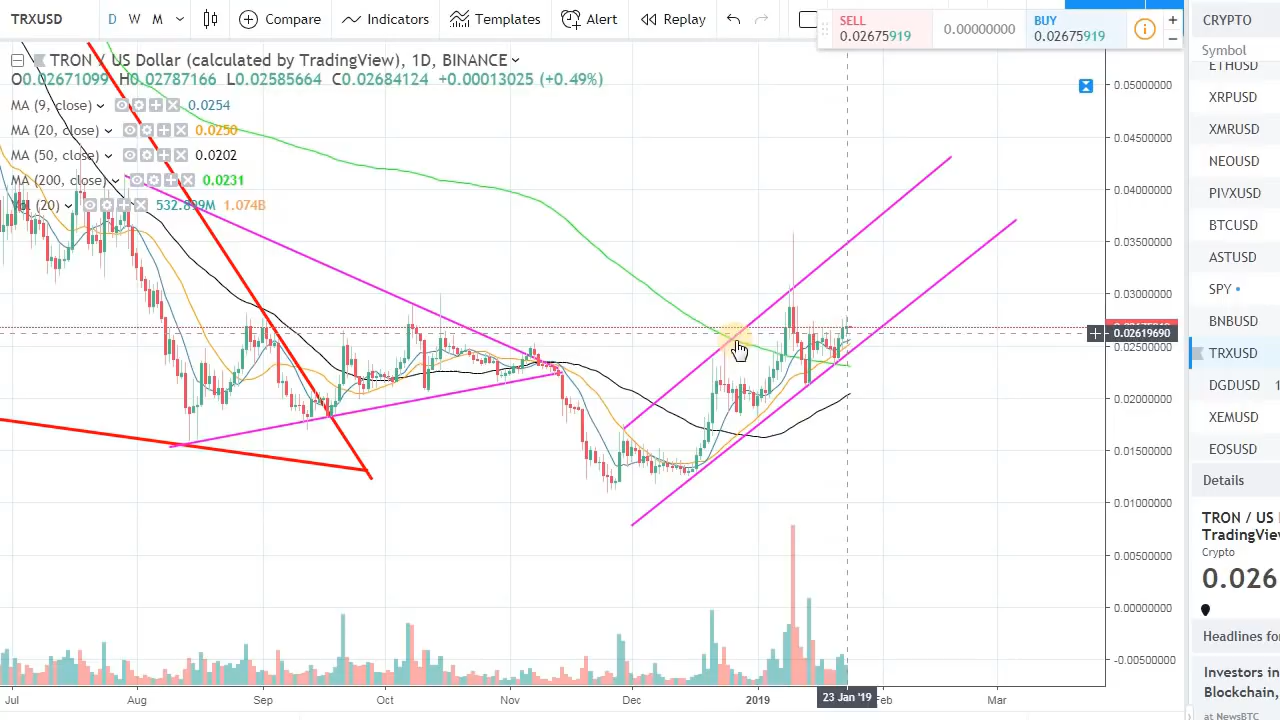 TRXUSD D W M Compare Indicators Templates Alert Replay
SELL 0.02675919 0.00000000 BUY 0.02675919
TRON / US Dollar (calculated by TradingView), 1D, BINANCE
O0.02671099 H0.02787166 L0.02585664 C0.02684124 +0.00013025 (+0.49%)
MA (9, close) 0.0254
MA (20, close) 0.0250
MA (50, close) 0.0202
MA (200, close) 0.0231
Vol (20) 532.899M 1.074B
0.05000000
0.04500000
0.04000000
0.03500000
0.03000000
0.02619690
0.02500000
0.02000000
0.01500000
0.01000000
0.00500000
0.00000000
-0.00500000
Jul Aug Sep Oct Nov Dec 2019 23 Jan '19 Feb Mar
CRYPTO
Symbol
ETHUSD
XRPUSD
XMRUSD
NEOUSD
PIVXUSD
BTCUSD
ASTUSD
SPY
BNBUSD
TRXUSD
DGDUSD 1
XEMUSD
EOSUSD
Details
TRON / US
TradingView
Crypto
0.026
Headlines fo
Investors in
Blockchain,
at NewsBTC